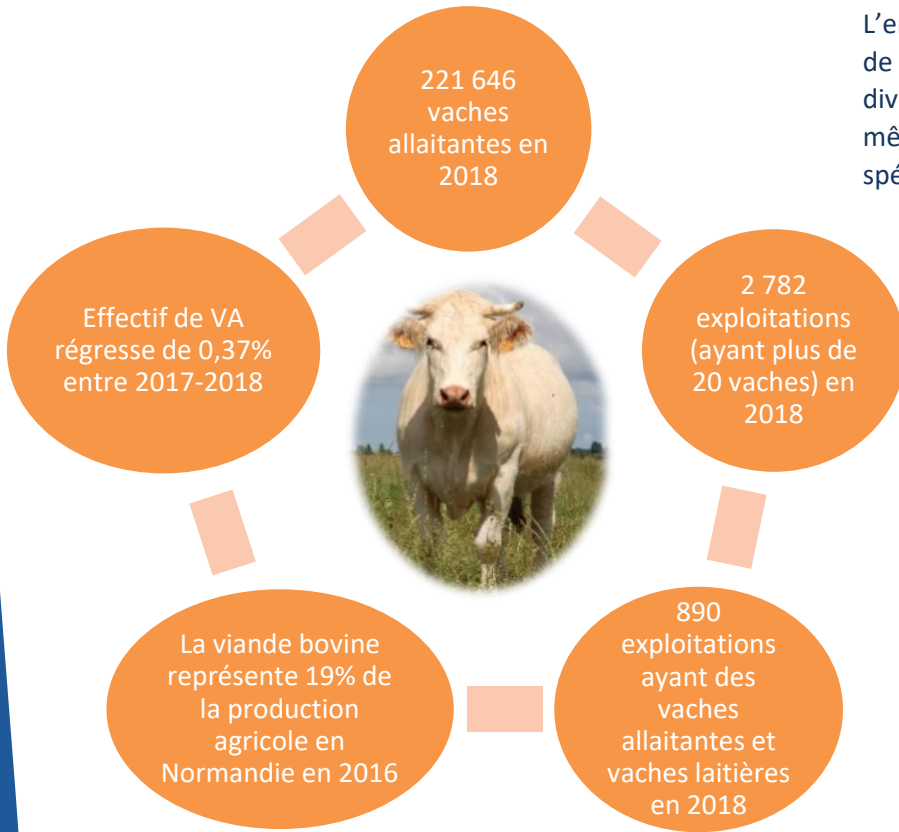 221 646
vaches
allaitantes en
2018
2 782
exploitations
(ayant plus de
20 vaches) en
2018
890
exploitations
ayant des
vaches
allaitantes et
vaches laitières
en 2018
La viande bovine
représente 19% de
la production
agricole en
Normandie en 2016
Effectif de VA
régresse de 0,37%
entre 2017-2018
de